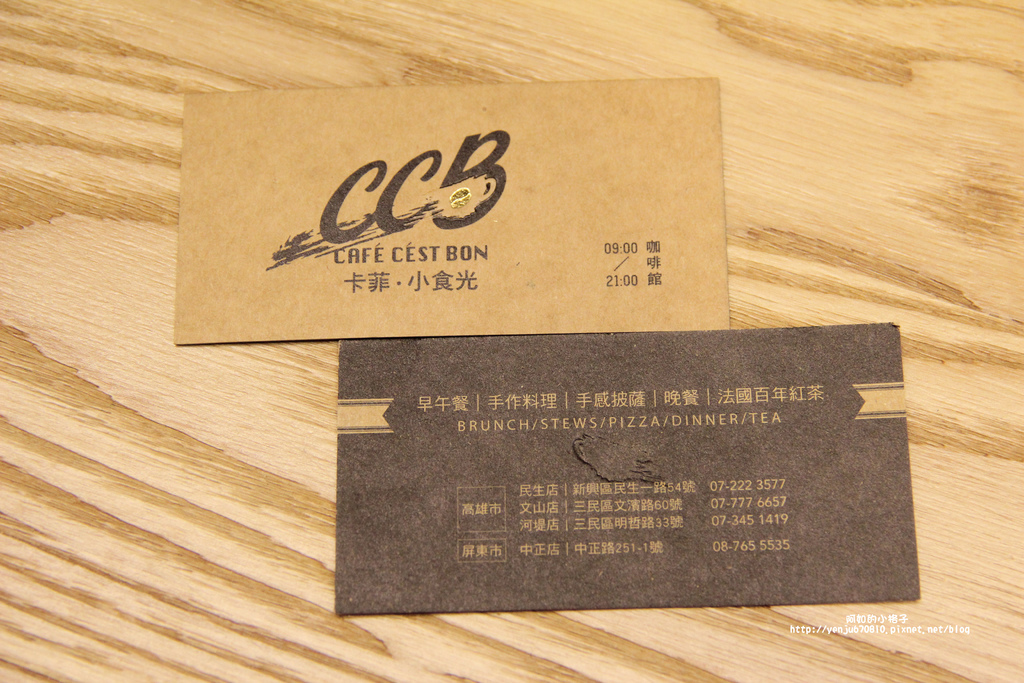 CCB
CAFÉ CÉST BON
卡菲·小食光
09:00 / 21:00
咖啡館
早午餐｜手作料理｜手感披薩｜晚餐｜法國百年紅茶
BRUNCH/STEWS/PIZZA/DINNER/TEA
高雄市
民生店｜新興區民生一路54號 07-222 3577
文山店｜三民區文濱路60號 07-777 6657
河堤店｜三民區明哲路33號 07-345 1419
屏東市 中正店｜中正路251-1號 08-765 5535
http://yenjub70810.pixnet.net/blog